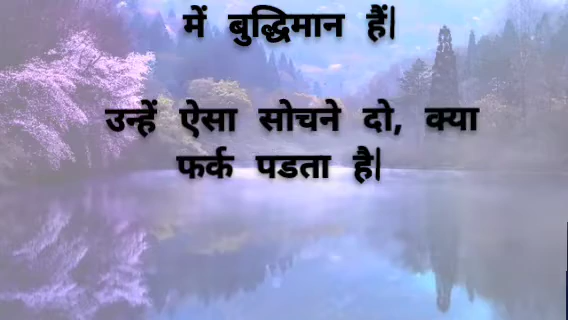 में बुद्धिमान हैं|
उन्हें ऐसा सोचने दो, क्या
फर्क पडता है|